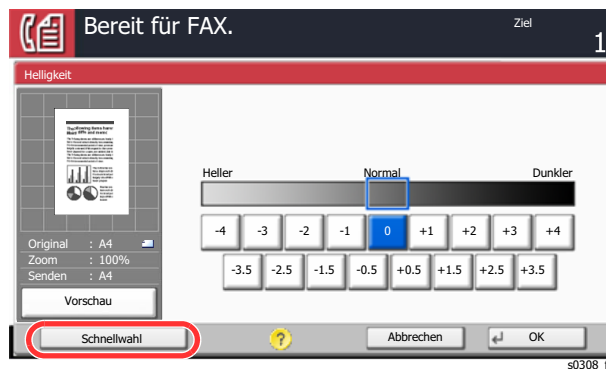 Bereit für FAX.
Ziel
1
Helligkeit
Heller Normal Dunkler
-4 -3 -2 -1 0 +1 +2 +3 +4
-3.5 -2.5 -1.5 -0.5 +0.5 +1.5 +2.5 +3.5
Original : A4
Zoom : 100%
Senden : A4
Vorschau
Schnellwahl
?
Abbrechen
OK
s0308